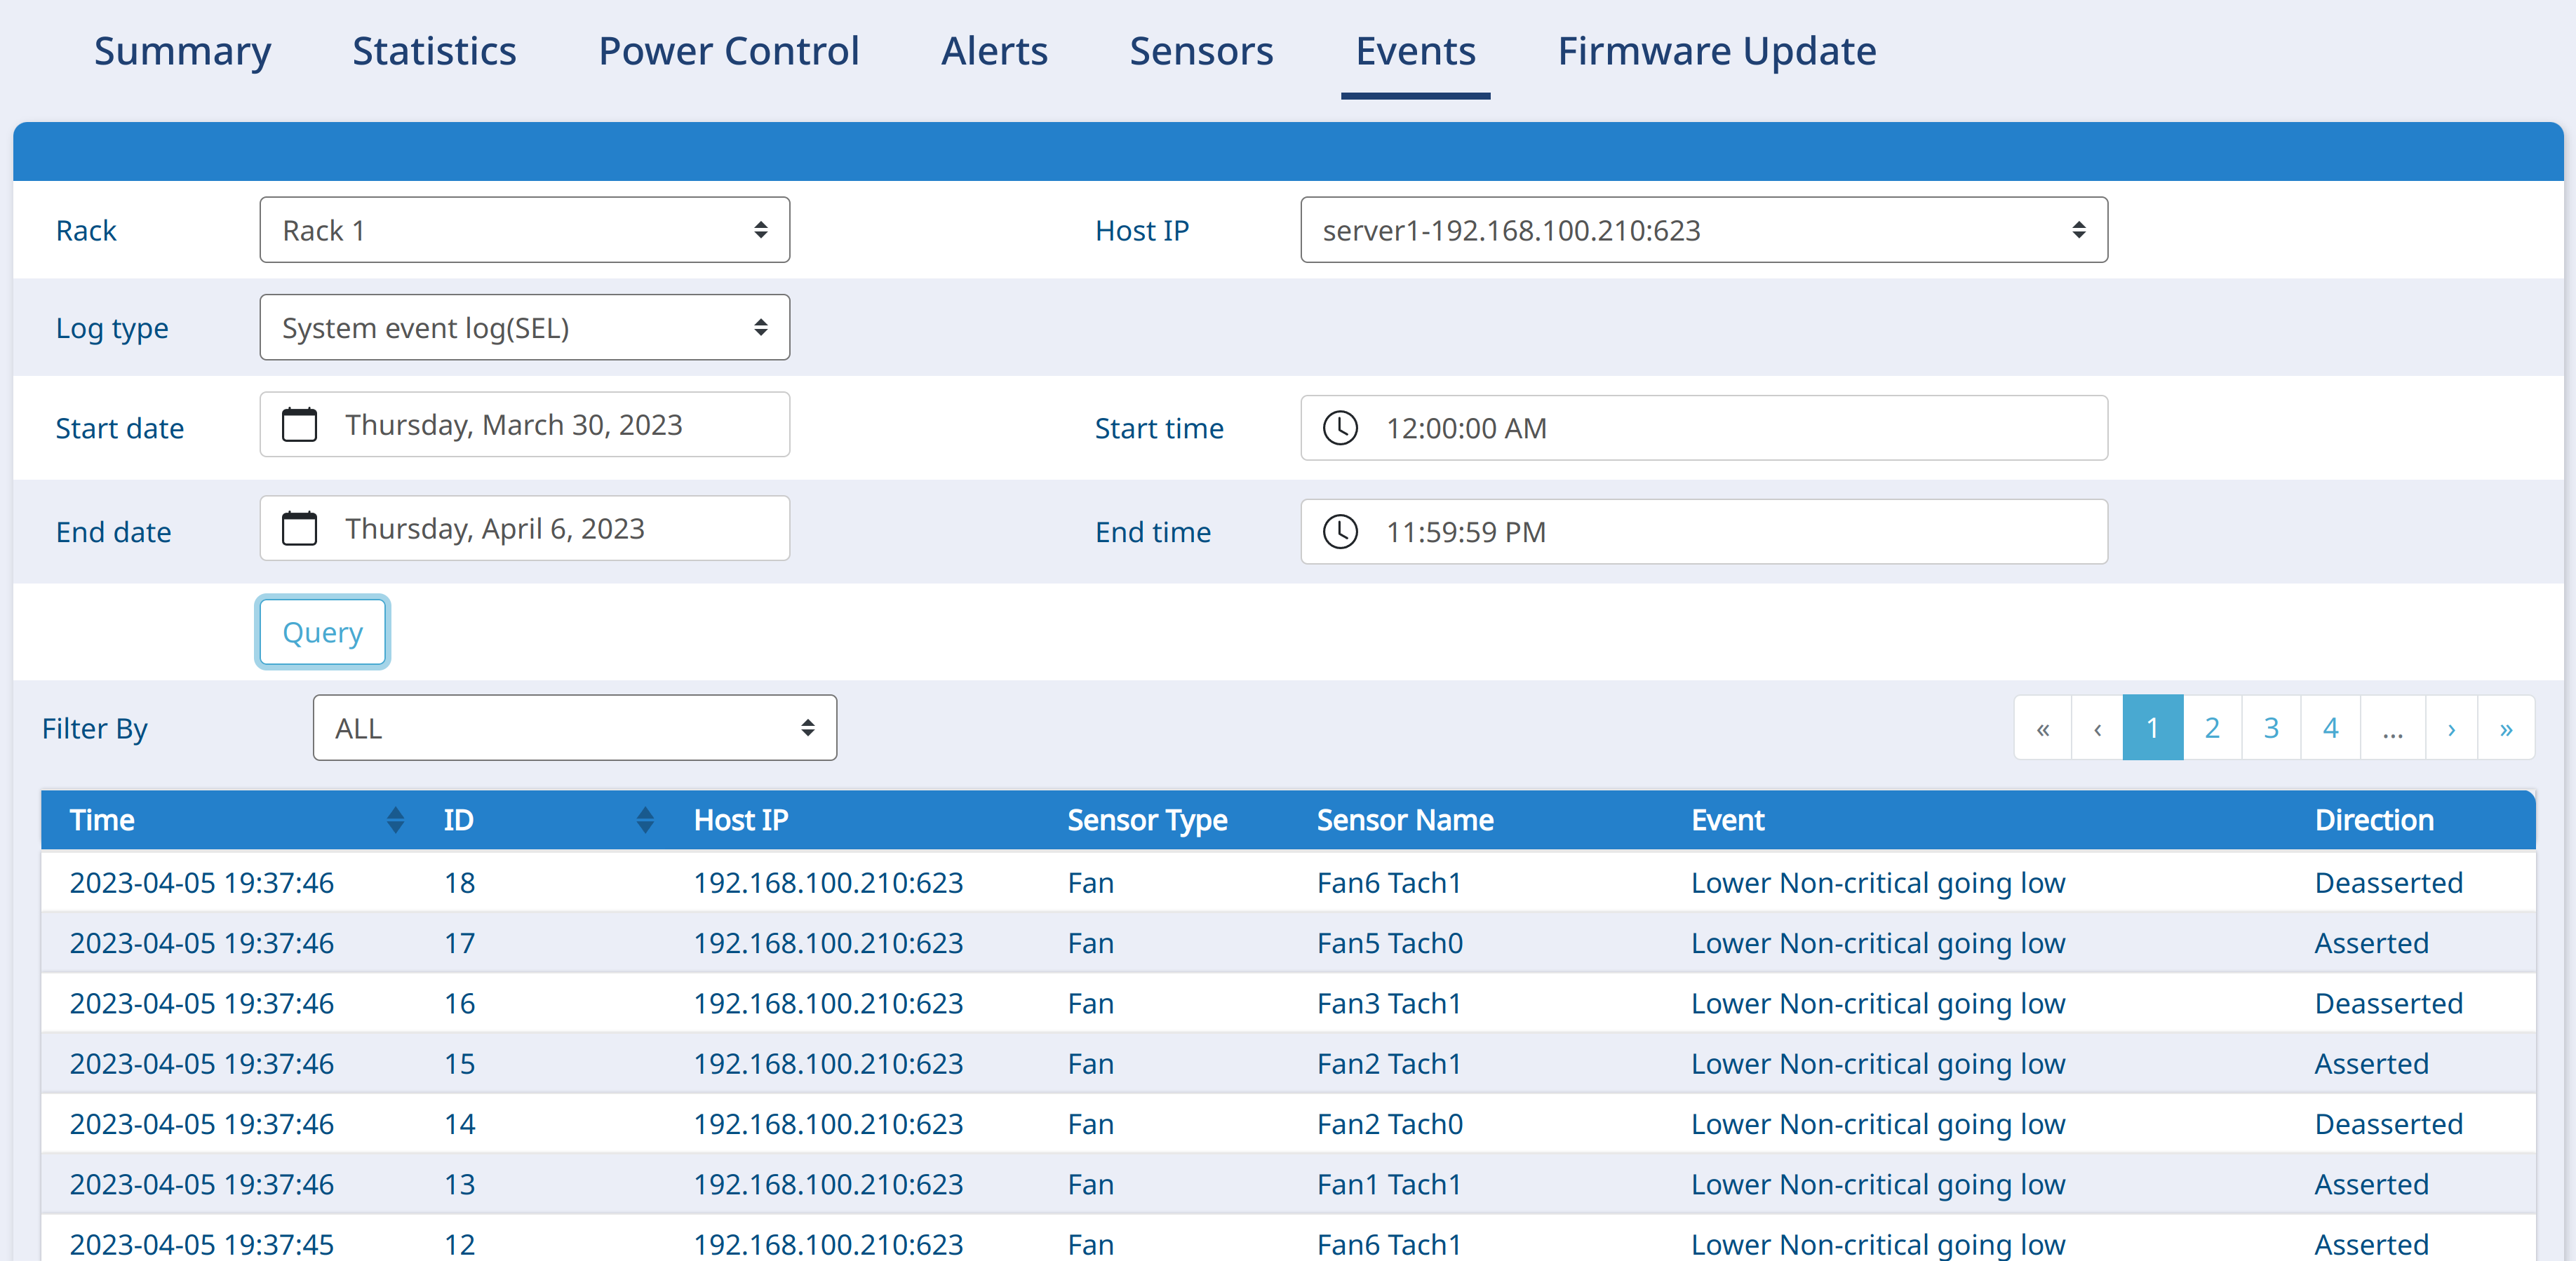 Summary Statistics Power Control Alerts Sensors Events Firmware Update
Rack Rack 1 Host IP server1-192.168.100.210:623
Log type System event log(SEL)
Start date Thursday, March 30, 2023 Start time 12:00:00 AM
End date Thursday, April 6, 2023 End time 11:59:59 PM
Query
Filter By ALL « ‹ 1 2 3 4 ... › »
Time ID Host IP Sensor Type Sensor Name Event Direction
2023-04-05 19:37:46 18 192.168.100.210:623 Fan Fan6 Tach1 Lower Non-critical going low Deasserted
2023-04-05 19:37:46 17 192.168.100.210:623 Fan Fan5 Tach0 Lower Non-critical going low Asserted
2023-04-05 19:37:46 16 192.168.100.210:623 Fan Fan3 Tach1 Lower Non-critical going low Deasserted
2023-04-05 19:37:46 15 192.168.100.210:623 Fan Fan2 Tach1 Lower Non-critical going low Asserted
2023-04-05 19:37:46 14 192.168.100.210:623 Fan Fan2 Tach0 Lower Non-critical going low Deasserted
2023-04-05 19:37:46 13 192.168.100.210:623 Fan Fan1 Tach1 Lower Non-critical going low Asserted
2023-04-05 19:37:45 12 192.168.100.210:623 Fan Fan6 Tach1 Lower Non-critical going low Asserted